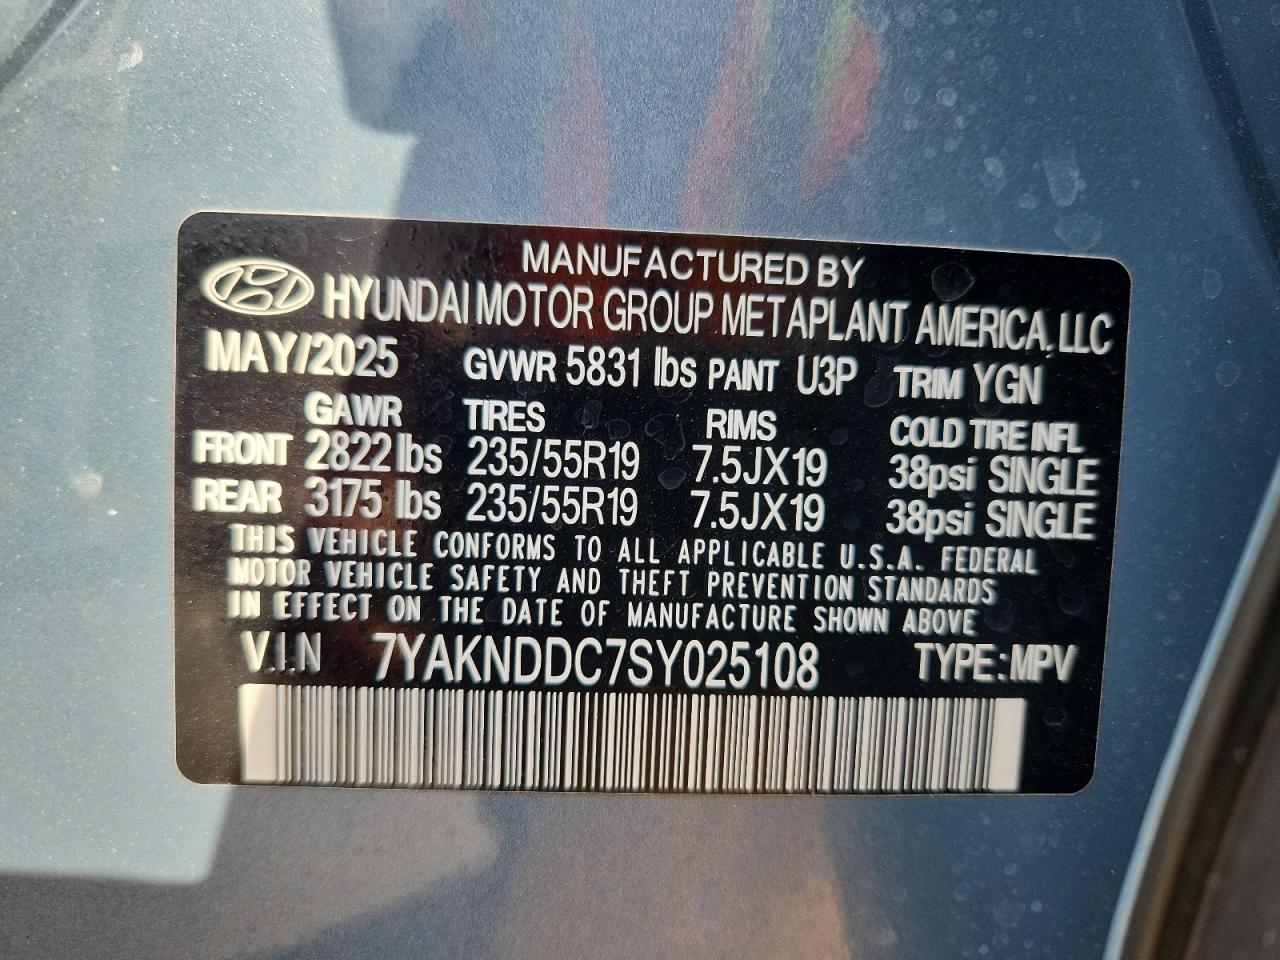 MANUFACTURED BY
HYUNDAI MOTOR GROUP METAPLANT AMERICA, LLC
MAY/2025 GVWR 5831 lbs PAINT U3P TRIM YGN
GAWR TIRES RIMS COLD TIRE INFL
FRONT 2822 lbs 235/55R19 7.5JX19 38psi SINGLE
REAR 3175 lbs 235/55R19 7.5JX19 38psi SINGLE
THIS VEHICLE CONFORMS TO ALL APPLICABLE U.S.A. FEDERAL
MOTOR VEHICLE SAFETY AND THEFT PREVENTION STANDARDS
IN EFFECT ON THE DATE OF MANUFACTURE SHOWN ABOVE
V.I.N 7YAKNDDC7SY025108 TYPE: MPV